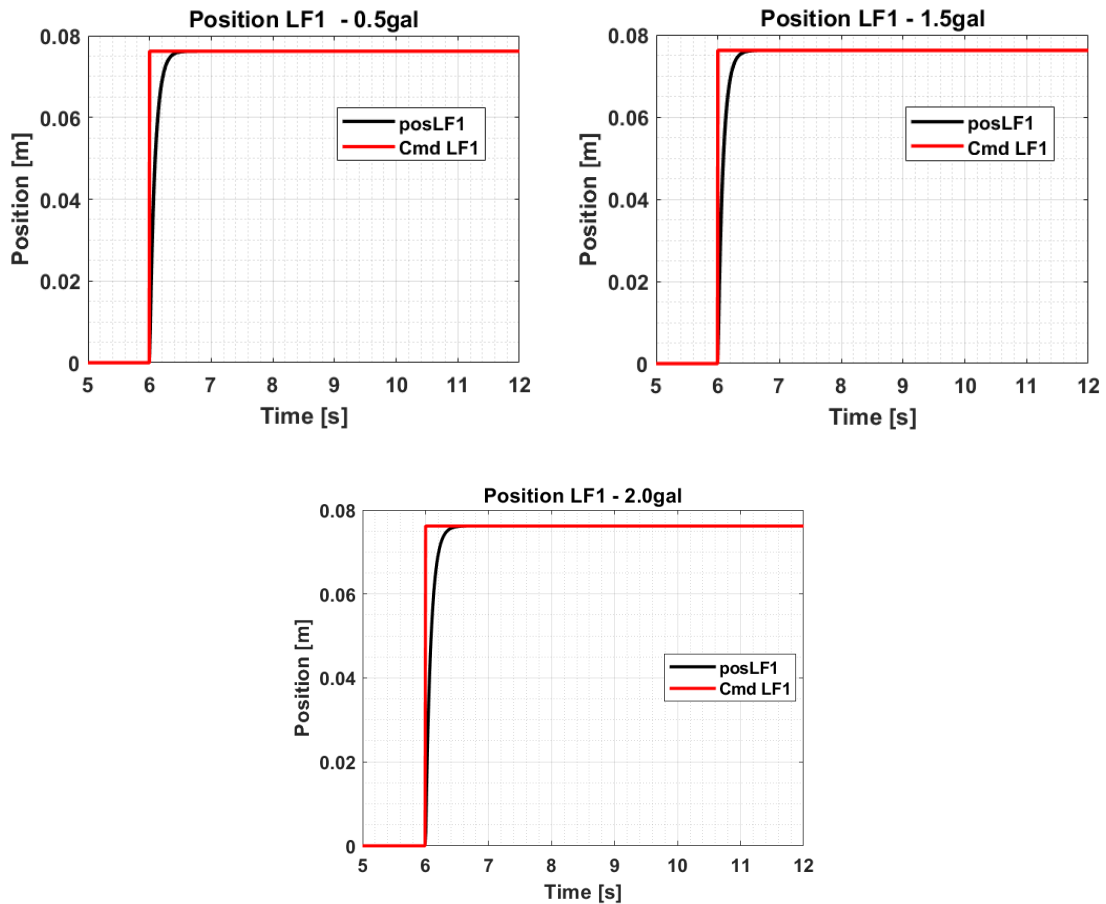 Position LF1  - 0.5gal
0.08
0.06
0.04
0.02
0
Position [m]
posLF1
Cmd LF1
5 6 7 8 9 10 11 12
Time [s]
Position LF1 - 1.5gal
0.08
0.06
0.04
0.02
0
Position [m]
posLF1
Cmd LF1
5 6 7 8 9 10 11 12
Time [s]
Position LF1 - 2.0gal
0.08
0.06
0.04
0.02
0
Position [m]
posLF1
Cmd LF1
5 6 7 8 9 10 11 12
Time [s]